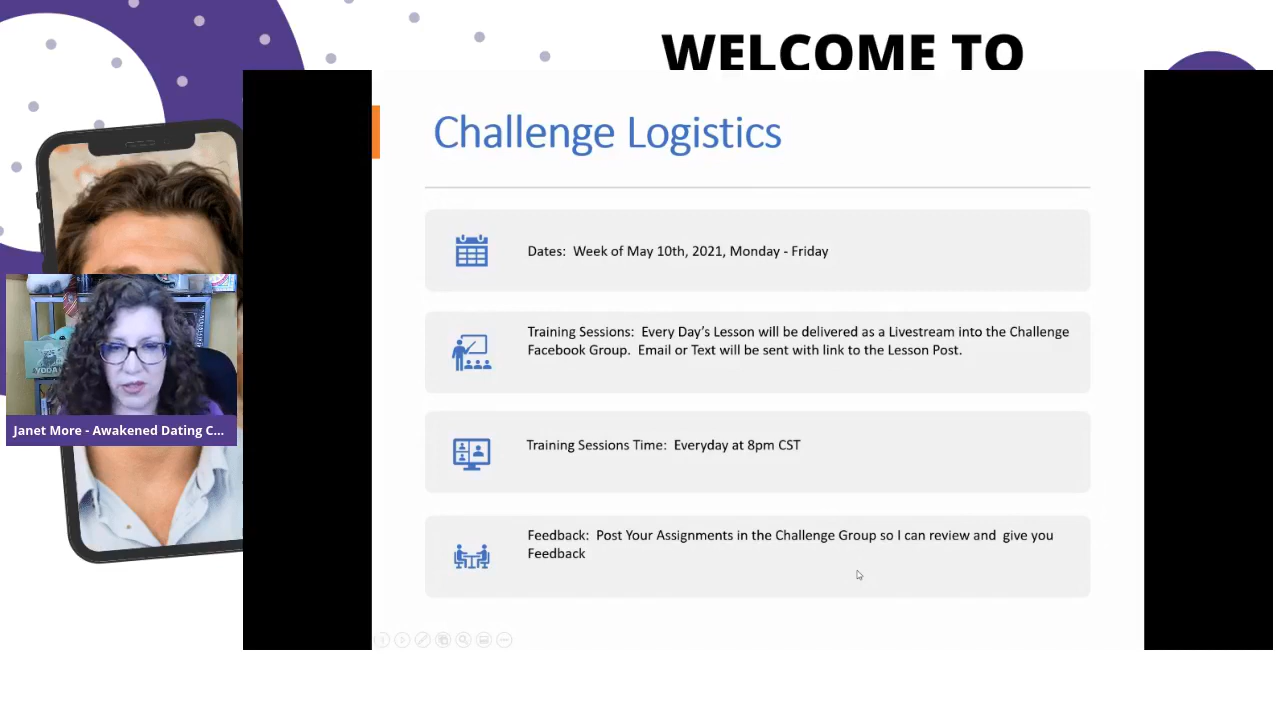 WELCOME TO
Challenge Logistics
Dates:  Week of May 10th, 2021, Monday - Friday
Training Sessions:  Every Day's Lesson will be delivered as a Livestream into the Challenge
Facebook Group.  Email or Text will be sent with link to the Lesson Post.
Training Sessions Time:  Everyday at 8pm CST
Feedback:  Post Your Assignments in the Challenge Group so I can review and  give you
Feedback
YODA
Janet More - Awakened Dating C...